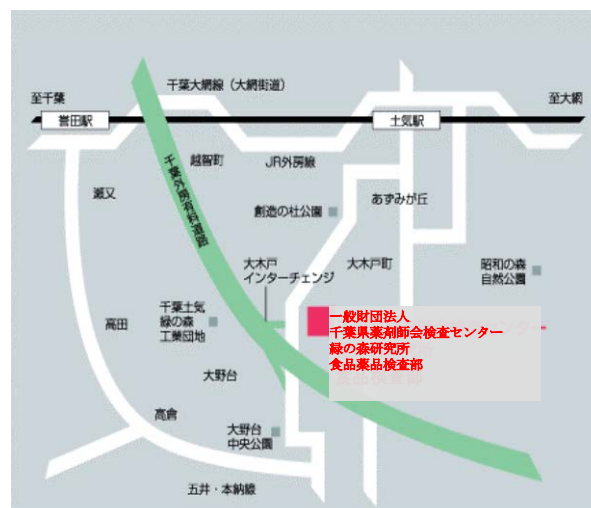 千葉大網線（大網街道）
至千葉
至大網
誉田駅
土気駅
越智町
JR外房線
千葉外房有料道路
瀬又
あすみが丘
創造の杜公園
大木戸
インターチェンジ
大木戸町
昭和の森
自然公園
千葉土気
緑の森
工業団地
高田
一般財団法人
千葉県薬剤師会検査センター
緑の森研究所
食品薬品検査部
大野台
高倉
大野台
中央公園
五井・本納線